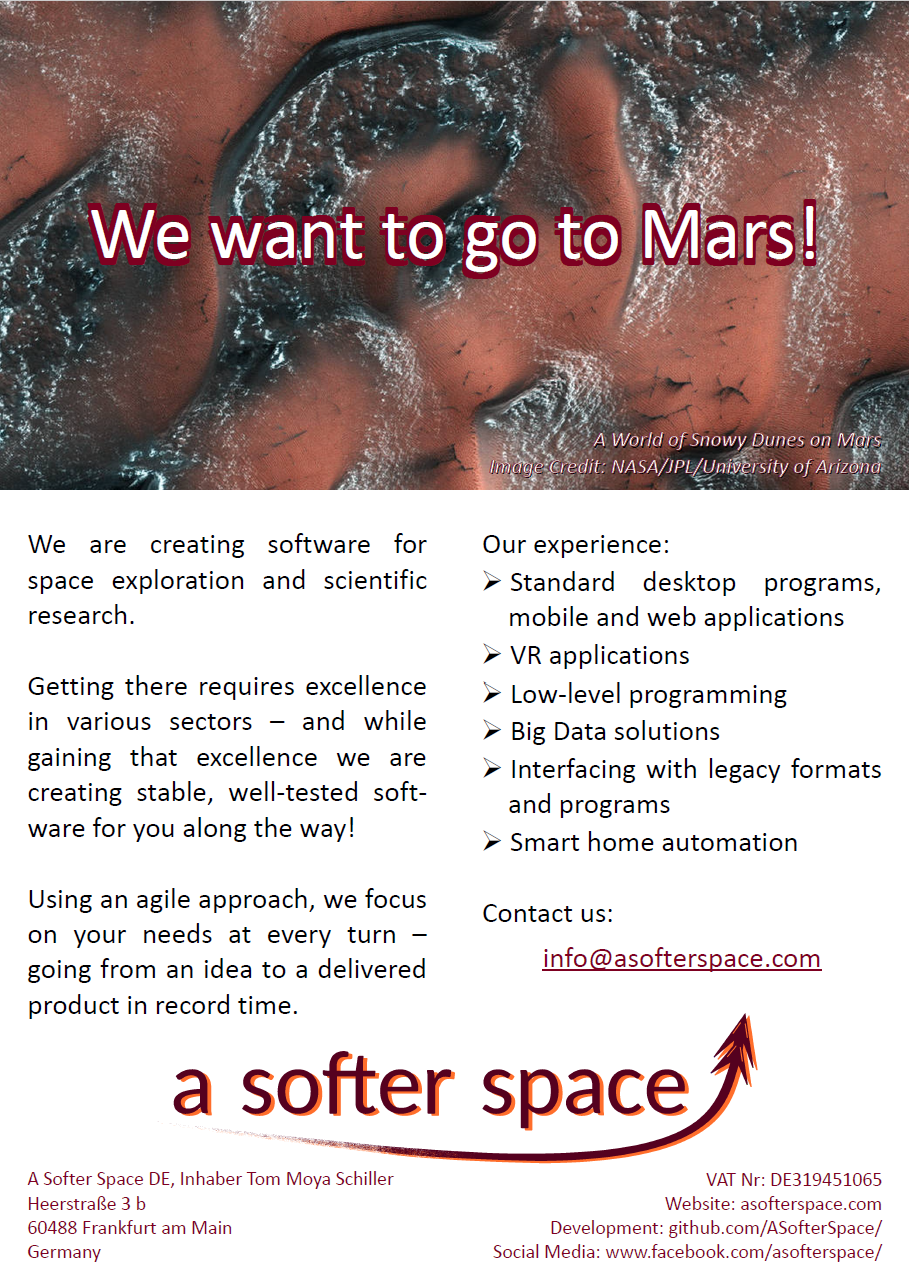 We want to go to Mars!
A World of Snowy Dunes on Mars
Image Credit: NASA/JPL/University of Arizona
We are creating software for
space exploration and scientific
research.
Getting there requires excellence
in various sectors – and while
gaining that excellence we are
creating stable, well-tested soft-
ware for you along the way!
Using an agile approach, we focus
on your needs at every turn –
going from an idea to a delivered
product in record time.
Our experience:
➢ Standard desktop programs,
mobile and web applications
➢ VR applications
➢ Low-level programming
➢ Big Data solutions
➢ Interfacing with legacy formats
and programs
➢ Smart home automation
Contact us:
info@asofterspace.com
a softer space
A Softer Space DE, Inhaber Tom Moya Schiller
Heerstraße 3 b
60488 Frankfurt am Main
Germany
VAT Nr: DE319451065
Website: asofterspace.com
Development: github.com/ASofterSpace/
Social Media: www.facebook.com/asofterspace/